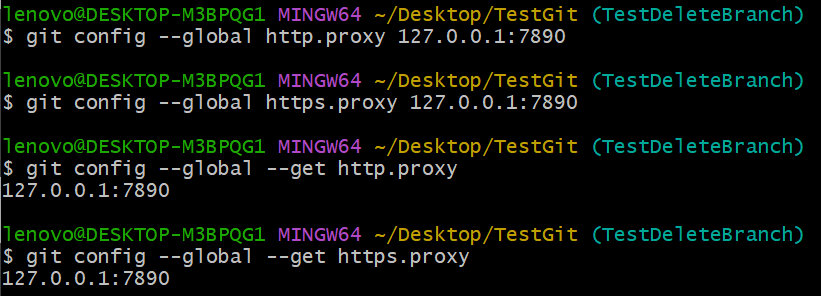 lenovo@DESKTOP-M3BPQG1 MINGW64 ~/Desktop/TestGit (TestDeleteBranch)
$ git config --global http.proxy 127.0.0.1:7890
lenovo@DESKTOP-M3BPQG1 MINGW64 ~/Desktop/TestGit (TestDeleteBranch)
$ git config --global https.proxy 127.0.0.1:7890
lenovo@DESKTOP-M3BPQG1 MINGW64 ~/Desktop/TestGit (TestDeleteBranch)
$ git config --global --get http.proxy
127.0.0.1:7890
lenovo@DESKTOP-M3BPQG1 MINGW64 ~/Desktop/TestGit (TestDeleteBranch)
$ git config --global --get https.proxy
127.0.0.1:7890